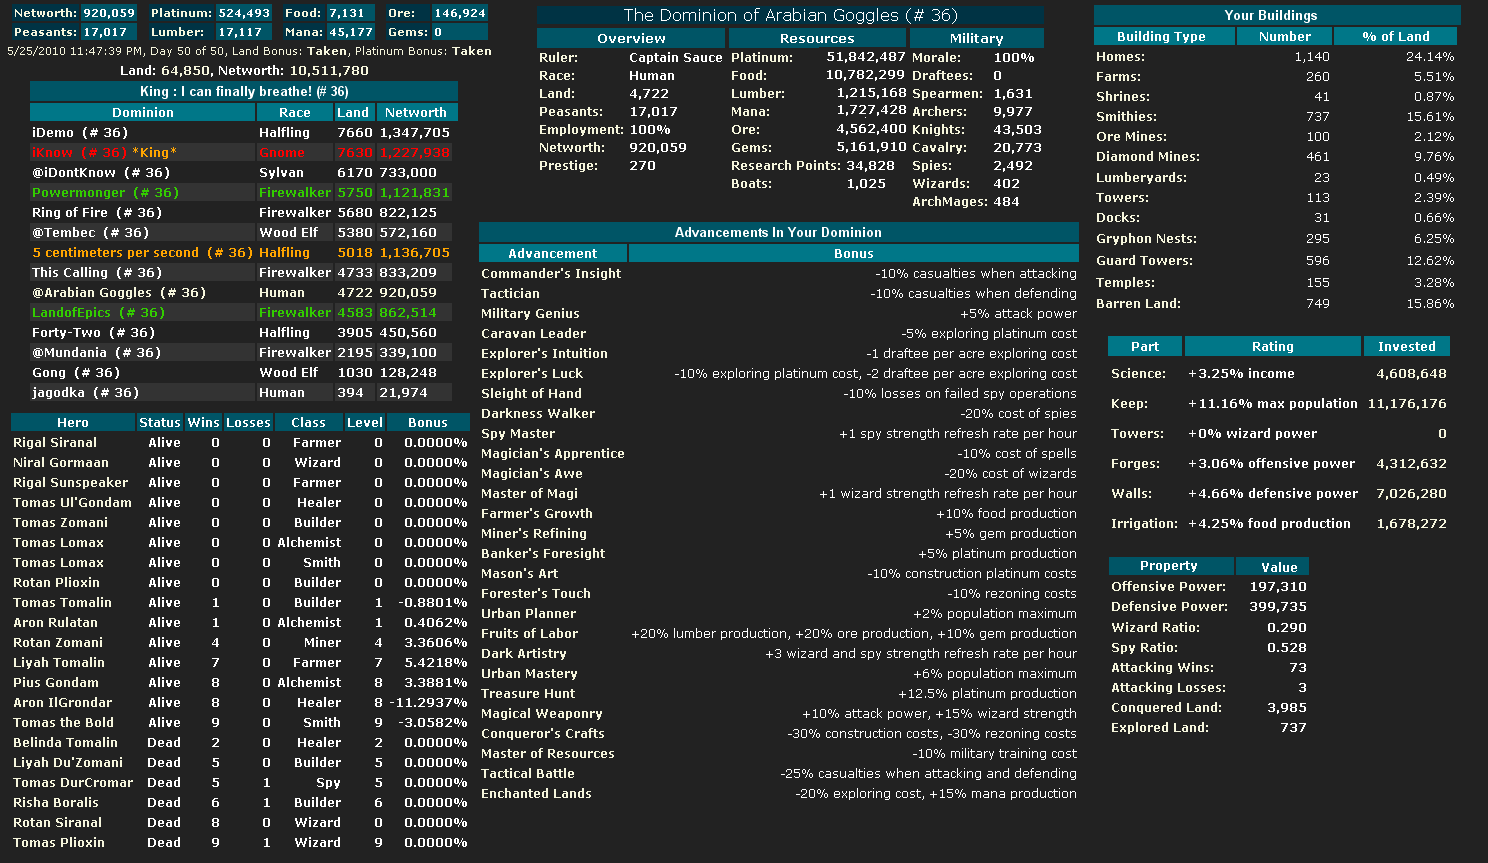 Networth: 920,059 Platinum: 524,493 Food: 7,131 Ore: 146,924
Peasants: 17,017 Lumber: 17,117 Mana: 45,177 Gems: 0
5/25/2010 11:47:39 PM, Day 50 of 50, Land Bonus: Taken, Platinum Bonus: Taken
Land: 64,850, Networth: 10,511,780
King : I can finally breathe! (# 36)
Dominion Race Land Networth
iDemo (# 36) Halfling 7660 1,347,705
iKnow (# 36) *King* Gnome 7630 1,227,938
@iDontKnow (# 36) Sylvan 6170 733,000
Powermonger (# 36) Firewalker 5750 1,121,831
Ring of Fire (# 36) Firewalker 5680 822,125
@Tembec (# 36) Wood Elf 5380 572,160
5 centimeters per second (# 36) Halfling 5018 1,136,705
This Calling (# 36) Firewalker 4733 833,209
@Arabian Goggles (# 36) Human 4722 920,059
LandofEpics (# 36) Firewalker 4583 862,514
Forty-Two (# 36) Halfling 3905 450,560
@Mundania (# 36) Firewalker 2195 339,100
Gong (# 36) Wood Elf 1030 128,248
jagodka (# 36) Human 394 21,974
Hero Status Wins Losses Class Level Bonus
Rigal Siranal Alive 0 0 Farmer 0 0.0000%
Niral Gormaan Alive 0 0 Wizard 0 0.0000%
Rigal Sunspeaker Alive 0 0 Farmer 0 0.0000%
Tomas Ul'Gondam Alive 0 0 Healer 0 0.0000%
Tomas Zomani Alive 0 0 Builder 0 0.0000%
Tomas Lomax Alive 0 0 Alchemist 0 0.0000%
Tomas Lomax Alive 0 0 Smith 0 0.0000%
Rotan Plioxin Alive 0 0 Builder 0 0.0000%
Tomas Tomalin Alive 1 0 Builder 1 -0.8801%
Aron Rulatan Alive 1 0 Alchemist 1 0.4062%
Rotan Zomani Alive 4 0 Miner 4 3.3606%
Liyah Tomalin Alive 7 0 Farmer 7 5.4218%
Pius Gondam Alive 8 0 Alchemist 8 3.3881%
Aron IlGrondar Alive 8 0 Healer 8 -11.2937%
Tomas the Bold Alive 9 0 Smith 9 -3.0582%
Belinda Tomalin Dead 2 0 Healer 2 0.0000%
Liyah Du'Zomani Dead 5 0 Builder 5 0.0000%
Tomas DurCromar Dead 5 1 Spy 5 0.0000%
Risha Boralis Dead 6 1 Builder 6 0.0000%
Rotan Siranal Dead 8 0 Wizard 0 0.0000%
Tomas Plioxin Dead 9 1 Wizard 9 0.0000%
The Dominion of Arabian Goggles (# 36)
Overview Resources Military
Ruler: Captain Sauce Platinum: 51,842,487 Morale: 100%
Race: Human Food: 10,782,299 Draftees: 0
Land: 4,722 Lumber: 1,215,168 Spearmen: 1,631
Peasants: 17,017 Mana: 1,727,428 Archers: 9,977
Employment: 100% Ore: 4,562,400 Knights: 43,503
Networth: 920,059 Gems: 5,161,910 Cavalry: 20,773
Prestige: 270 Research Points: 34,828 Spies: 2,492
Boats: 1,025 Wizards: 402
ArchMages: 484
Advancements In Your Dominion
Advancement Bonus
Commander's Insight -10% casualties when attacking
Tactician -10% casualties when defending
Military Genius +5% attack power
Caravan Leader -5% exploring platinum cost
Explorer's Intuition -1 draftee per acre exploring cost
Explorer's Luck -10% exploring platinum cost, -2 draftee per acre exploring cost
Sleight of Hand -10% losses on failed spy operations
Darkness Walker -20% cost of spies
Spy Master +1 spy strength refresh rate per hour
Magician's Apprentice -10% cost of spells
Magician's Awe -20% cost of wizards
Master of Magi +1 wizard strength refresh rate per hour
Farmer's Growth +10% food production
Miner's Refining +5% gem production
Banker's Foresight +5% platinum production
Mason's Art -10% construction platinum costs
Forester's Touch -10% rezoning costs
Urban Planner +2% population maximum
Fruits of Labor +20% lumber production, +20% ore production, +10% gem production
Dark Artistry +3 wizard and spy strength refresh rate per hour
Urban Mastery +6% population maximum
Treasure Hunt +12.5% platinum production
Magical Weaponry +10% attack power, +15% wizard strength
Conqueror's Crafts -30% construction costs, -30% rezoning costs
Master of Resources -10% military training cost
Tactical Battle -25% casualties when attacking and defending
Enchanted Lands -20% exploring cost, +15% mana production
Your Buildings
Building Type Number % of Land
Homes: 1,140 24.14%
Farms: 260 5.51%
Shrines: 41 0.87%
Smithies: 737 15.61%
Ore Mines: 100 2.12%
Diamond Mines: 461 9.76%
Lumberyards: 23 0.49%
Towers: 113 2.39%
Docks: 31 0.66%
Gryphon Nests: 295 6.25%
Guard Towers: 596 12.62%
Temples: 155 3.28%
Barren Land: 749 15.86%
Part Rating Invested
Science: +3.25% income 4,608,648
Keep: +11.16% max population 11,176,176
Towers: +0% wizard power 0
Forges: +3.06% offensive power 4,312,632
Walls: +4.66% defensive power 7,026,280
Irrigation: +4.25% food production 1,678,272
Property Value
Offensive Power: 197,310
Defensive Power: 399,735
Wizard Ratio: 0.290
Spy Ratio: 0.528
Attacking Wins: 73
Attacking Losses: 3
Conquered Land: 3,985
Explored Land: 737